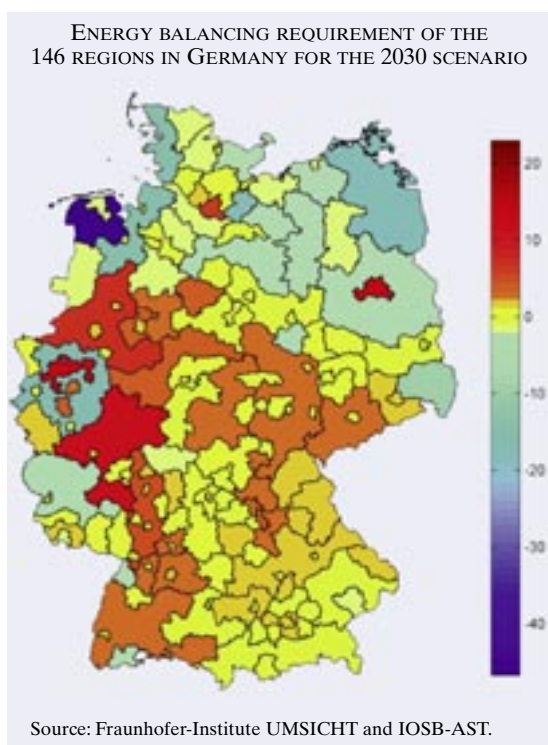 ENERGY BALANCING REQUIREMENT OF THE
146 REGIONS IN GERMANY FOR THE 2030 SCENARIO
20
10
0
-10
-20
-30
-40
Source: Fraunhofer-Institute UMSICHT and IOSB-AST.